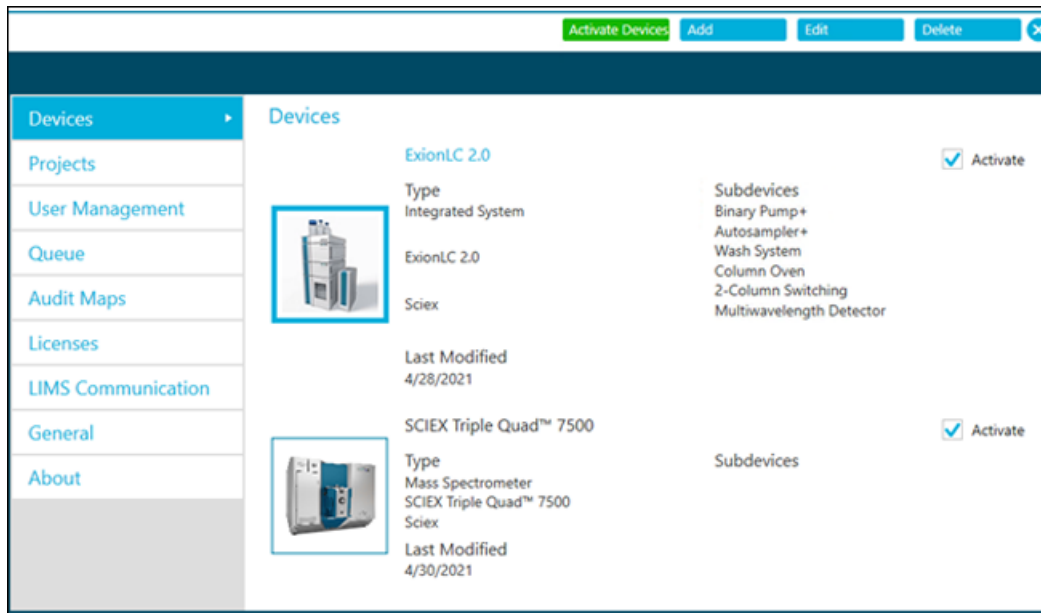 Activate Devices Add Edit Delete
Devices
Projects
User Management
Queue
Audit Maps
Licenses
LIMS Communication
General
About
Devices
ExionLC 2.0
Activate
Type
Integrated System
ExionLC 2.0
Sciex
Subdevices
Binary Pump+
Autosampler+
Wash System
Column Oven
2-Column Switching
Multiwavelength Detector
Last Modified
4/28/2021
SCIEX Triple Quad™ 7500
Activate
Type
Mass Spectrometer
SCIEX Triple Quad™ 7500
Sciex
Subdevices
Last Modified
4/30/2021